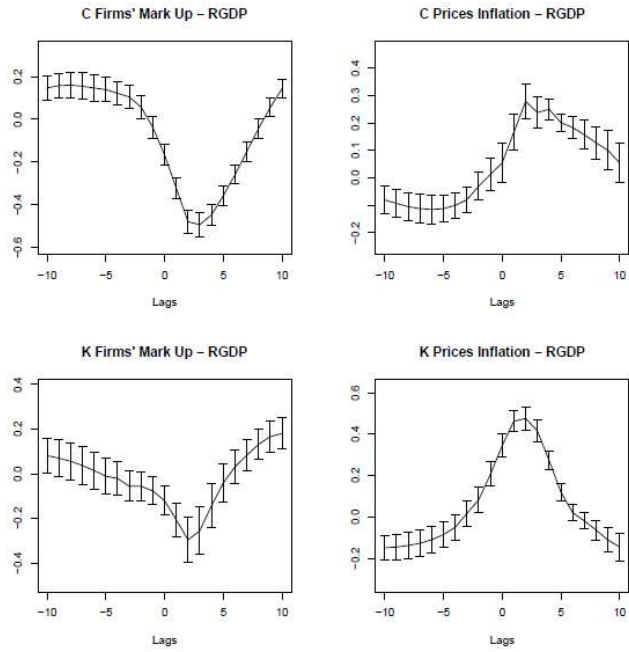 C Firms' Mark Up – RGDP
C Prices Inflation – RGDP
0.2
0.0
-0.2
-0.4
-0.6
0.4
0.3
0.2
0.1
0.0
-0.2
-10 -5 0 5 10
-10 -5 0 5 10
Lags
Lags
K Firms' Mark Up – RGDP
K Prices Inflation – RGDP
0.4
0.2
0.0
-0.2
-0.4
0.6
0.4
0.2
0.0
-0.2
-10 -5 0 5 10
-10 -5 0 5 10
Lags
Lags